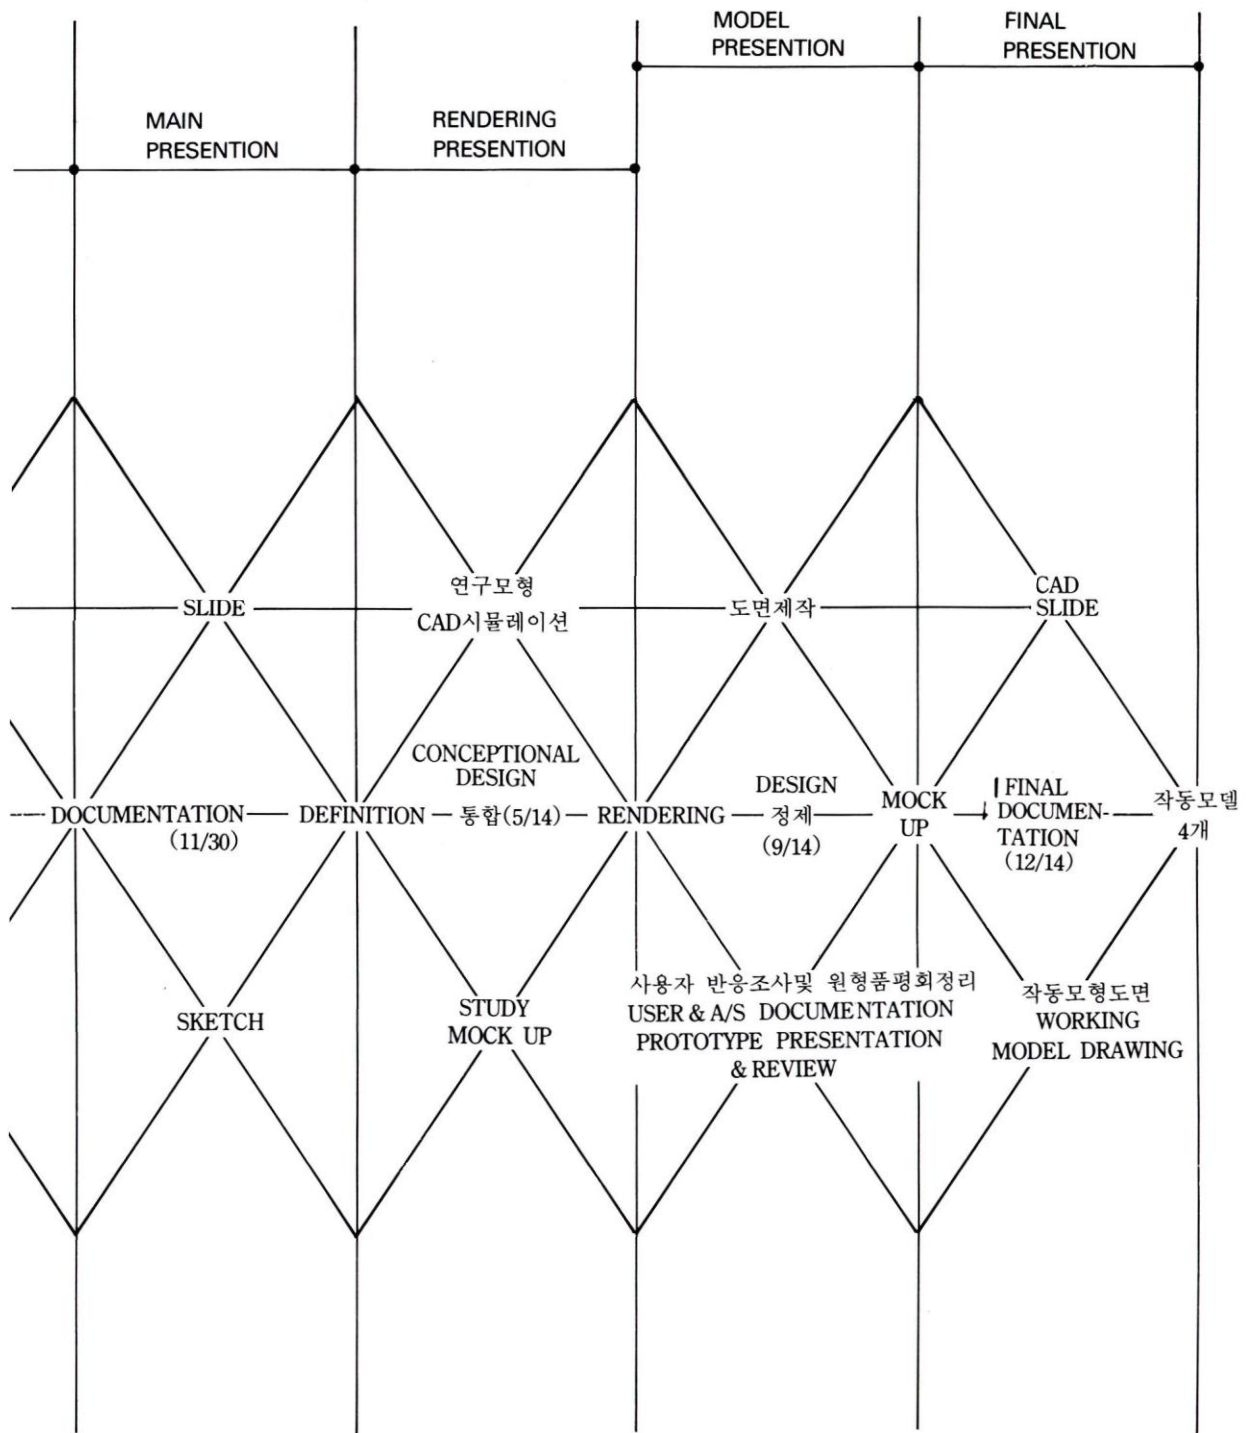 MODEL
PRESENTION
FINAL
PRESENTION
MAIN
PRESENTION
RENDERING
PRESENTION
SLIDE
연구모형
CAD시뮬레이션
도면제작
CAD
SLIDE
DOCUMENTATION
(11/30)
DEFINITION
CONCEPTIONAL
DESIGN
통합(5/14)
RENDERING
DESIGN
정제
(9/14)
MOCK
UP
FINAL
DOCUMEN-
TATION
(12/14)
작동모델
4개
SKETCH
STUDY
MOCK UP
사용자 반응조사및 원형품평회정리
USER & A/S DOCUMENTATION
PROTOTYPE PRESENTATION
& REVIEW
작동모형도면
WORKING
MODEL DRAWING